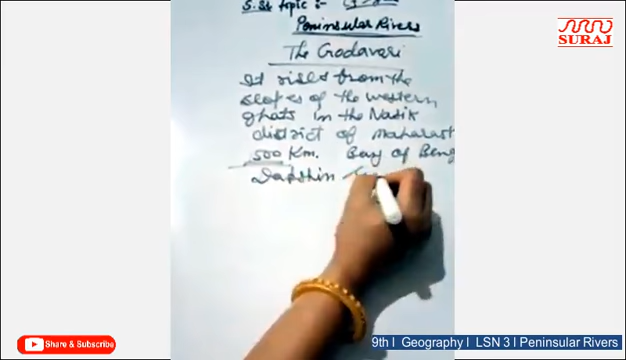 S.St topic :-
Peninsular Rivers
The Godavari
It rises from the
slopes of the western
ghats in the Nasik
district of Maharast
500 Km. Bay of Beng
Dakshin
SURAJ
Share & Subscribe
9th I Geography I LSN 3 I Peninsular Rivers